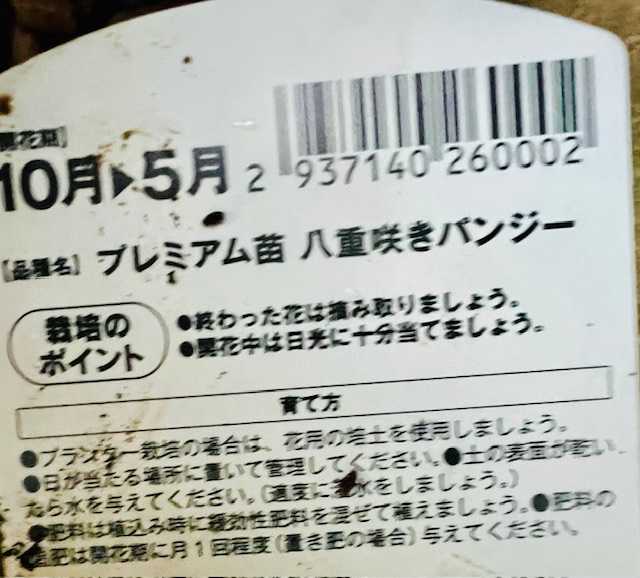 【開花期】
10月▶5月
2 937140 260002
【品種名】 プレミアム苗 八重咲きパンジー
栽培の
ポイント
●終わった花は摘み取りましょう。
●開花中は日光に十分当てましょう。
育て方
●プランター栽培の場合は、花用の培土を使用しましょう。
●日が当たる場所に置いて管理してください。●土の表面が乾い
たら水を与えてください。(適度に水をしましょう。)
●肥料は植込み時に緩効性肥料を混ぜて植えましょう。●肥料の
追肥は開花期に月1回程度(置き肥の場合)与えてください。